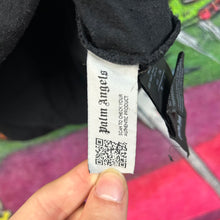 Palm Angels
SCAN TO CHECK YOUR
AUTHENTIC PRODUCT